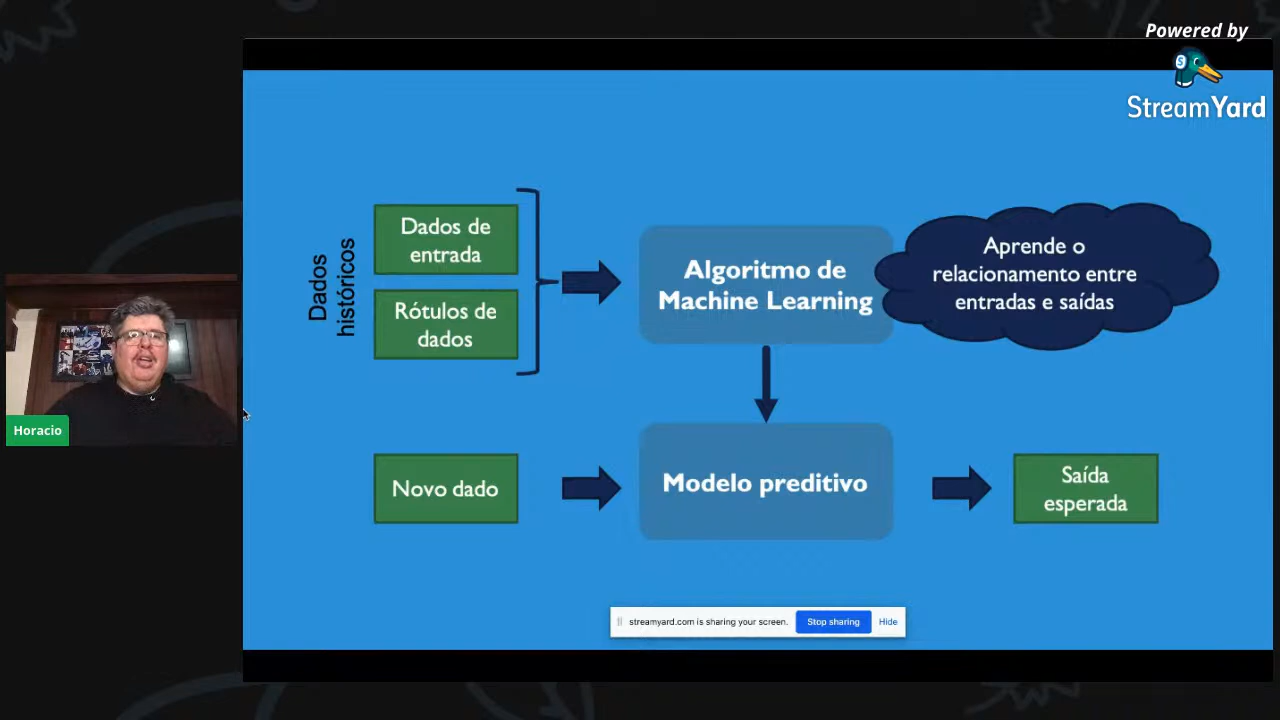 Powered by
StreamYard
Dados
históricos
Dados de
entrada
Rótulos de
dados
Algoritmo de
Machine Learning
Aprende o
relacionamento entre
entradas e saídas
Horacio
Novo dado
Modelo preditivo
Saída
esperada
streamyard.com is sharing your screen.
Stop sharing
Hide